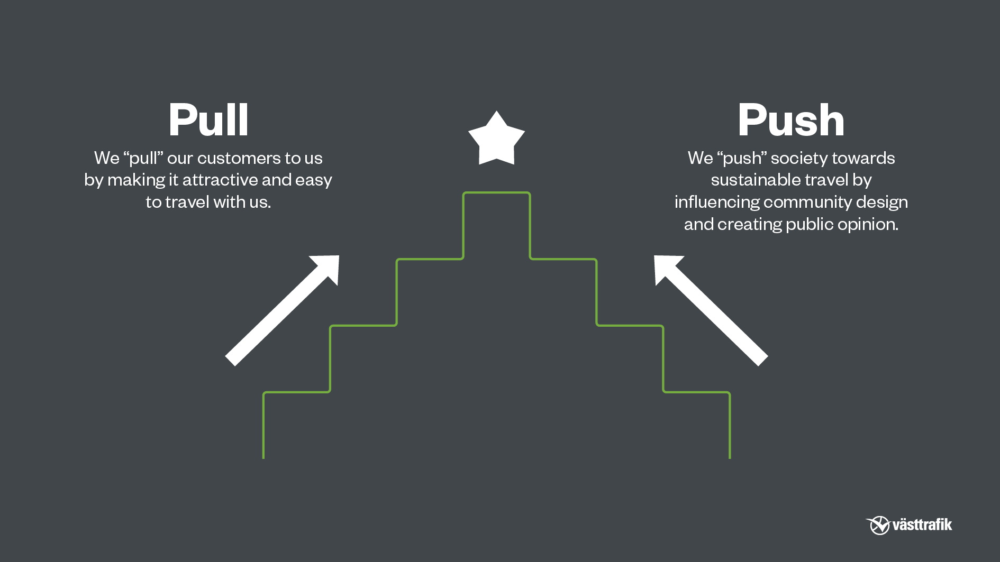 Pull
We “pull” our customers to us
by making it attractive and easy
to travel with us.
Push
We “push” society towards
sustainable travel by
influencing community design
and creating public opinion.
västtrafik